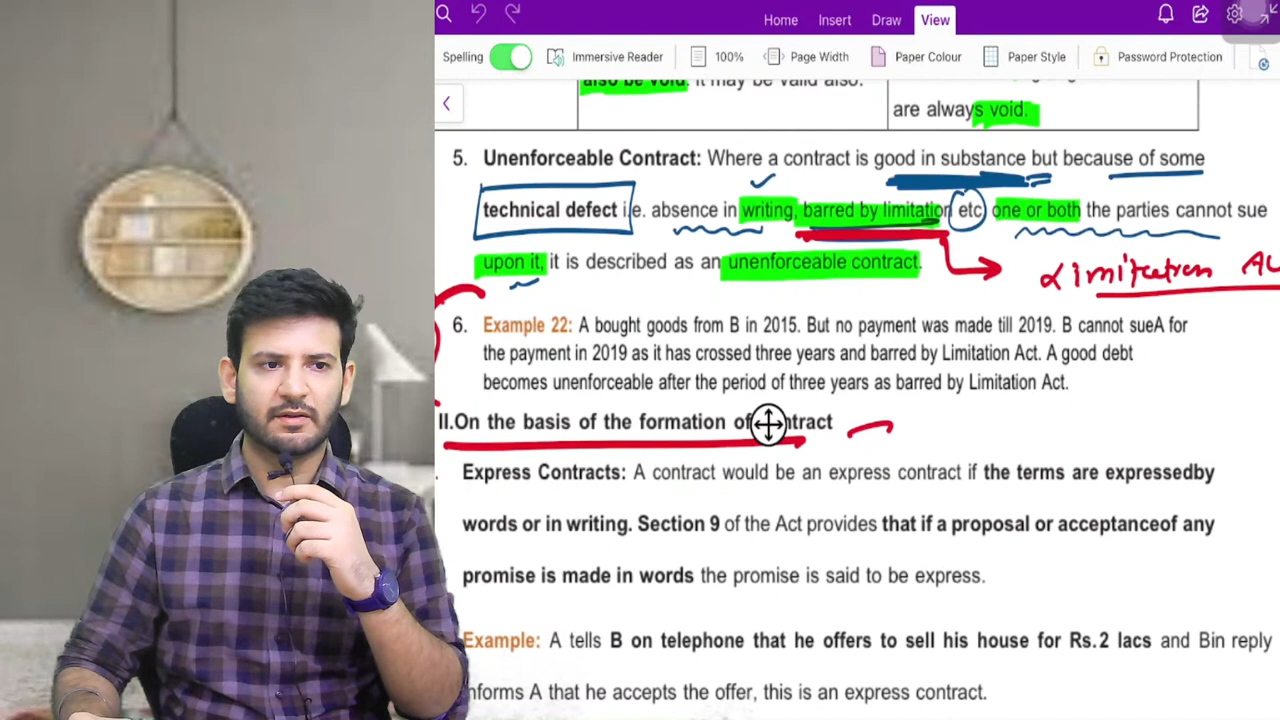 Home Insert Draw View
Spelling Immersive Reader 100% Page Width Paper Colour Paper Style Password Protection
also be void. It may be valid also.
are always void.
5. Unenforceable Contract: Where a contract is good in substance but because of some
technical defect i.e. absence in writing, barred by limitation etc one or both the parties cannot sue
upon it, it is described as an unenforceable contract.
Limitation
6. Example 22: A bought goods from B in 2015. But no payment was made till 2019. B cannot sueA for
the payment in 2019 as it has crossed three years and barred by Limitation Act. A good debt
becomes unenforceable after the period of three years as barred by Limitation Act.
II.On the basis of the formation of
Express Contracts: A contract would be an express contract if the terms are expressedby
words or in writing. Section 9 of the Act provides that if a proposal or acceptanceof any
promise is made in words the promise is said to be express.
Example: A tells B on telephone that he offers to sell his house for Rs.2 lacs and Bin reply
nforms A that he accepts the offer, this is an express contract.